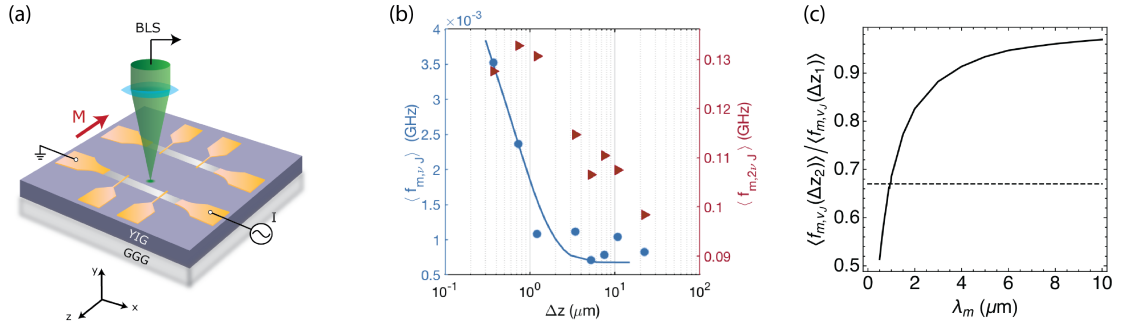 (a)
BLS
M
I
YIG
GGG
y
x
z
(b)
×10⁻³
4
3.5
3
2.5
2
1.5
1
0.5
⟨ f_{m,ν J} ⟩ (GHz)
0.13
0.12
0.11
0.1
0.09
⟨ f_{m,2ν J} ⟩ (GHz)
10⁻¹ 10⁰ 10¹ 10²
Δz (μm)
(c)
⟨f_{m,ν_J}(Δz₂)⟩/⟨f_{m,ν_J}(Δz₁)⟩
0.9
0.8
0.7
0.6
0.5
0 2 4 6 8 10
λ_m (μm)